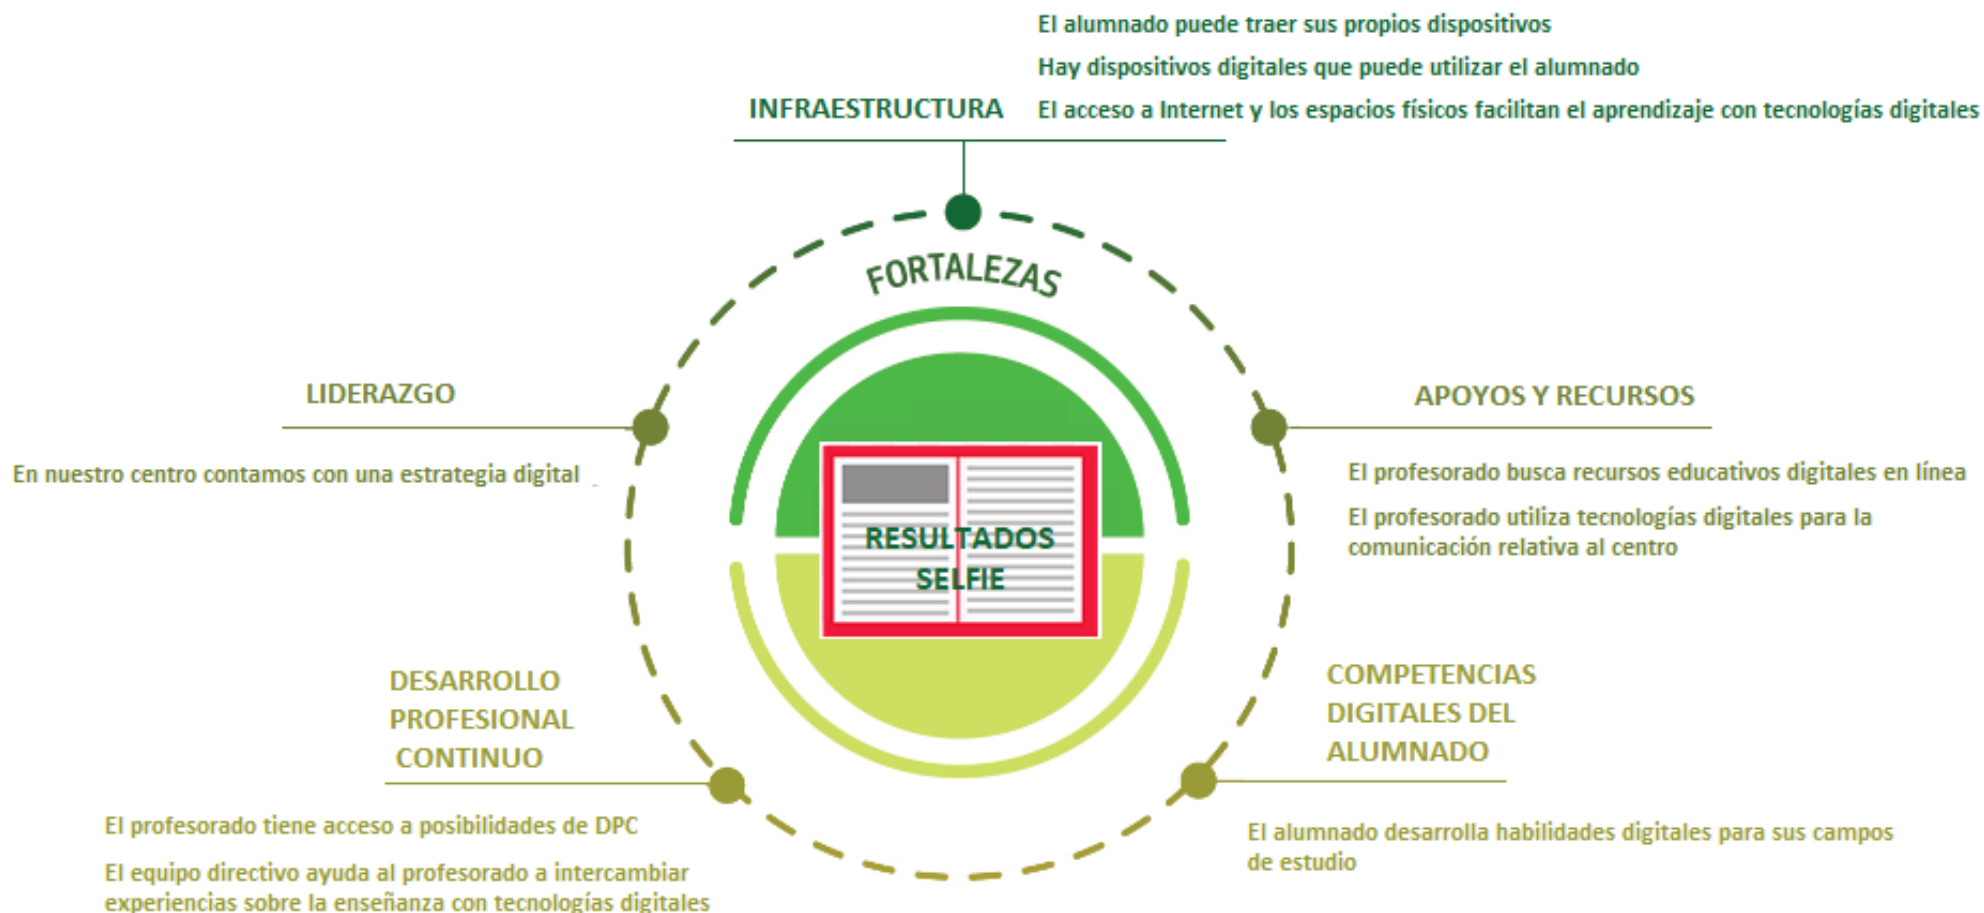 El alumnado puede traer sus propios dispositivos
Hay dispositivos digitales que puede utilizar el alumnado
INFRAESTRUCTURA
El acceso a Internet y los espacios físicos facilitan el aprendizaje con tecnologías digitales
FORTALEZAS
LIDERAZGO
En nuestro centro contamos con una estrategia digital
APOYOS Y RECURSOS
El profesorado busca recursos educativos digitales en línea
El profesorado utiliza tecnologías digitales para la
comunicación relativa al centro
RESULTADOS
SELFIE
DESARROLLO
PROFESIONAL
CONTINUO
El profesorado tiene acceso a posibilidades de DPC
El equipo directivo ayuda al profesorado a intercambiar
experiencias sobre la enseñanza con tecnologías digitales
COMPETENCIAS
DIGITALES DEL
ALUMNADO
El alumnado desarrolla habilidades digitales para sus campos
de estudio